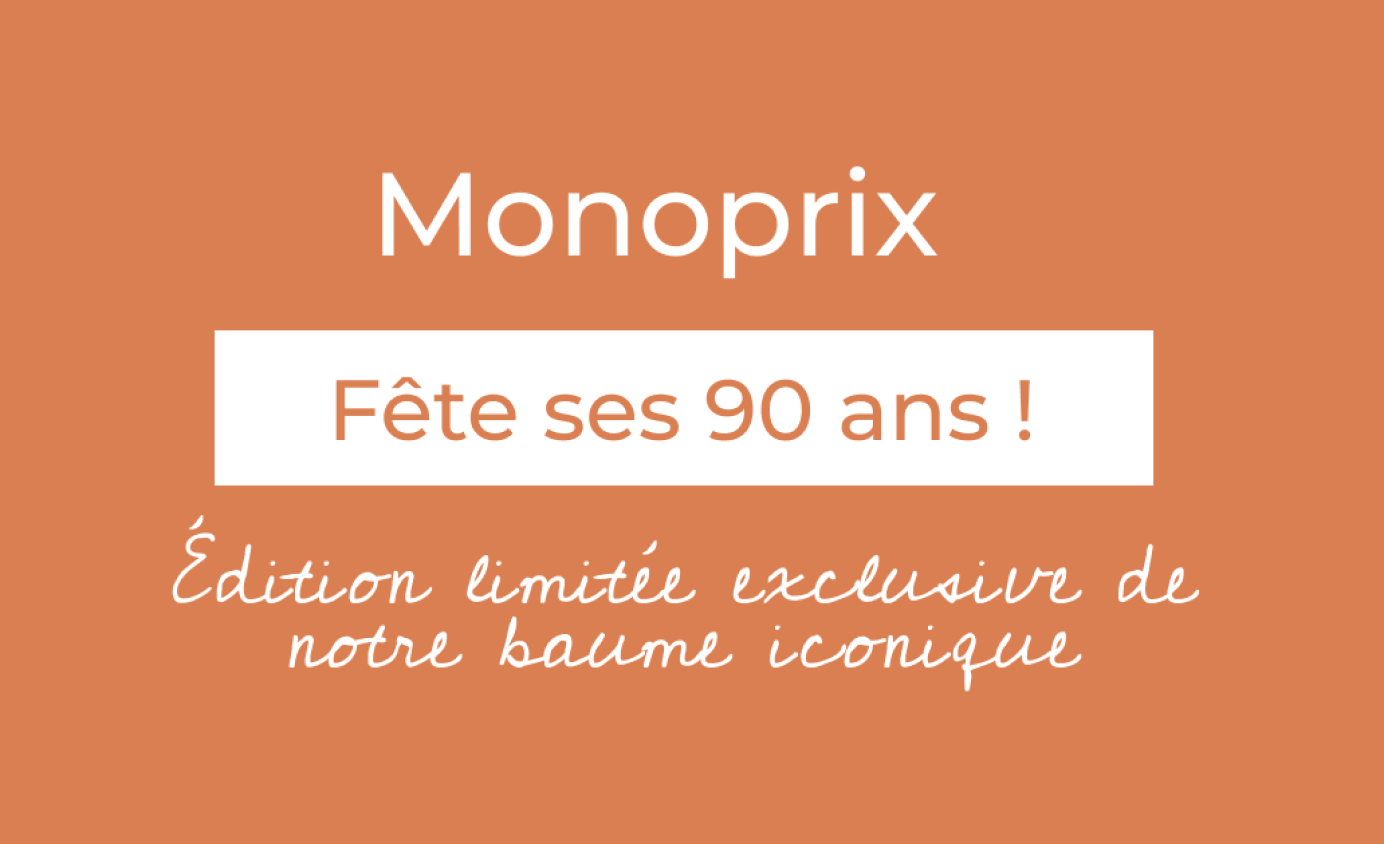 Monoprix
Fête ses 90 ans !
Édition limitée exclusive de
notre baume iconique